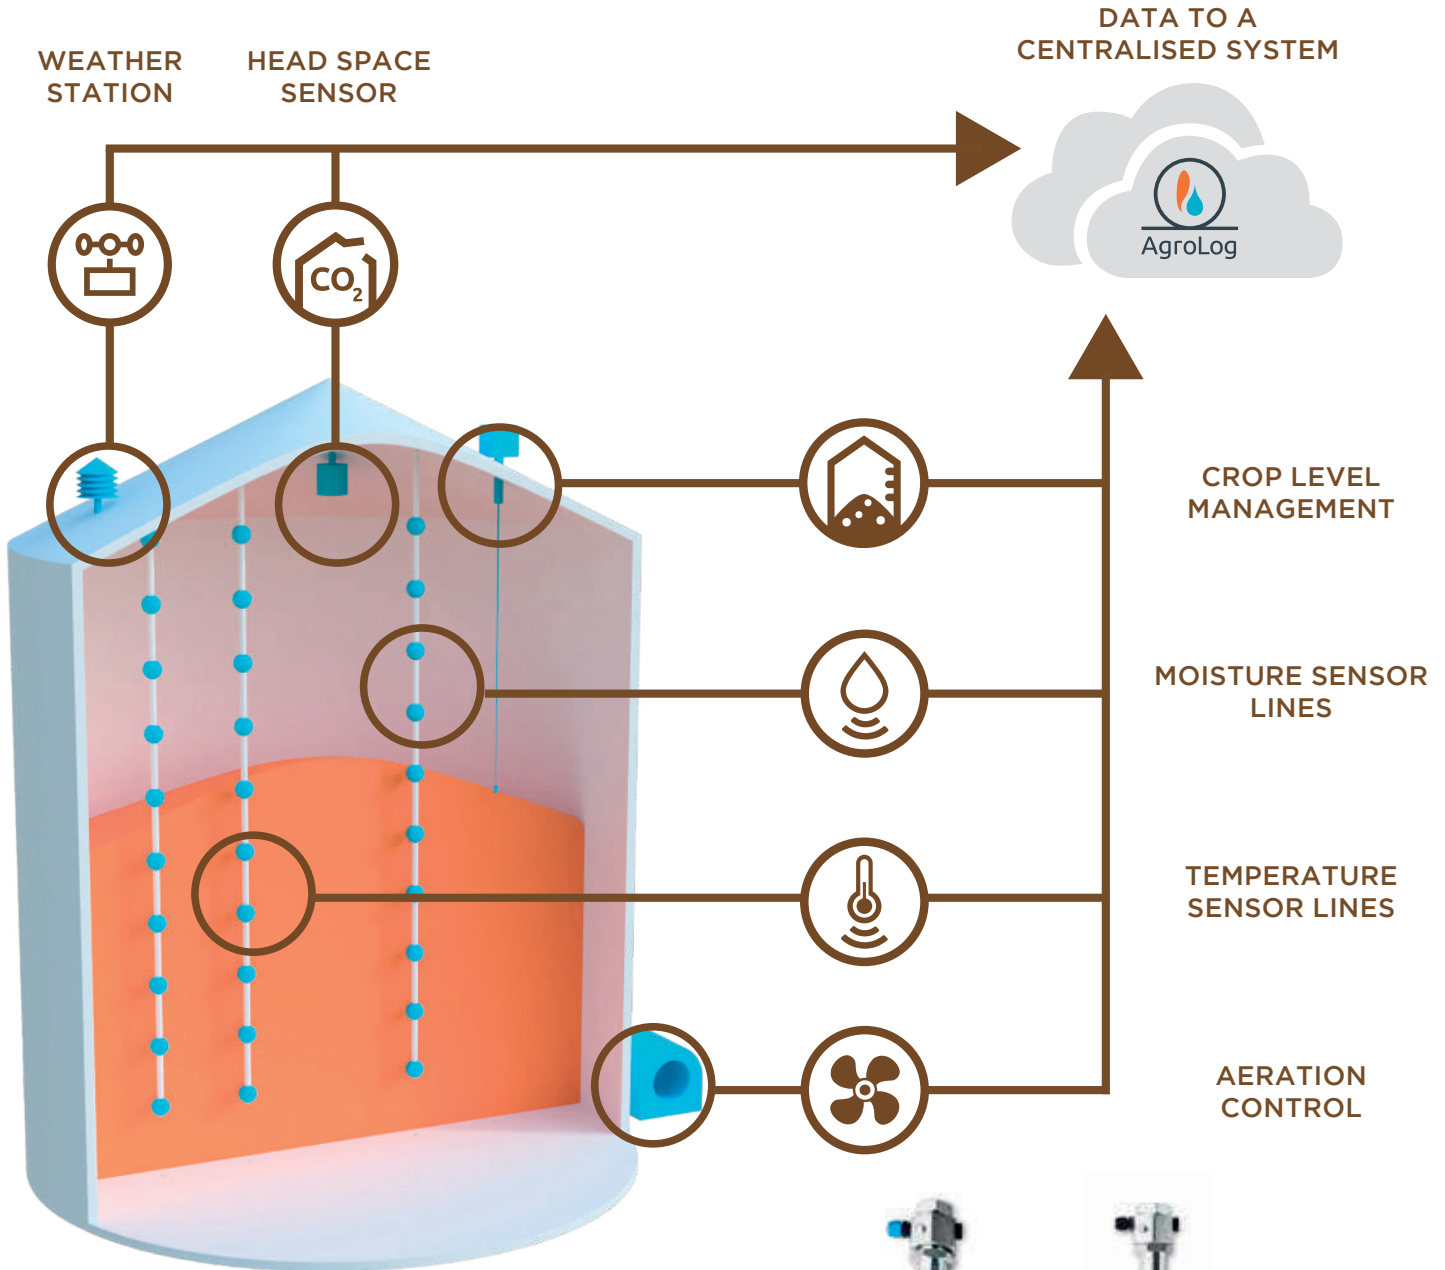 DATA TO A
CENTRALISED SYSTEM
WEATHER
STATION
HEAD SPACE
SENSOR
CO₂
AgroLog
CROP LEVEL
MANAGEMENT
MOISTURE SENSOR
LINES
TEMPERATURE
SENSOR LINES
AERATION
CONTROL